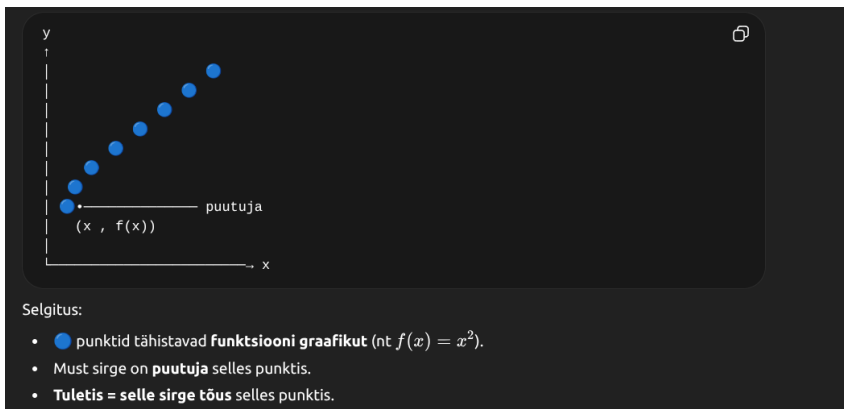 y
puutuja
(x , f(x))
x
Selgitus:
• 🔵 punktid tähistavad funktsiooni graafikut (nt f(x) = x²).
• Must sirge on puutuja selles punktis.
• Tuletis = selle sirge tõus selles punktis.